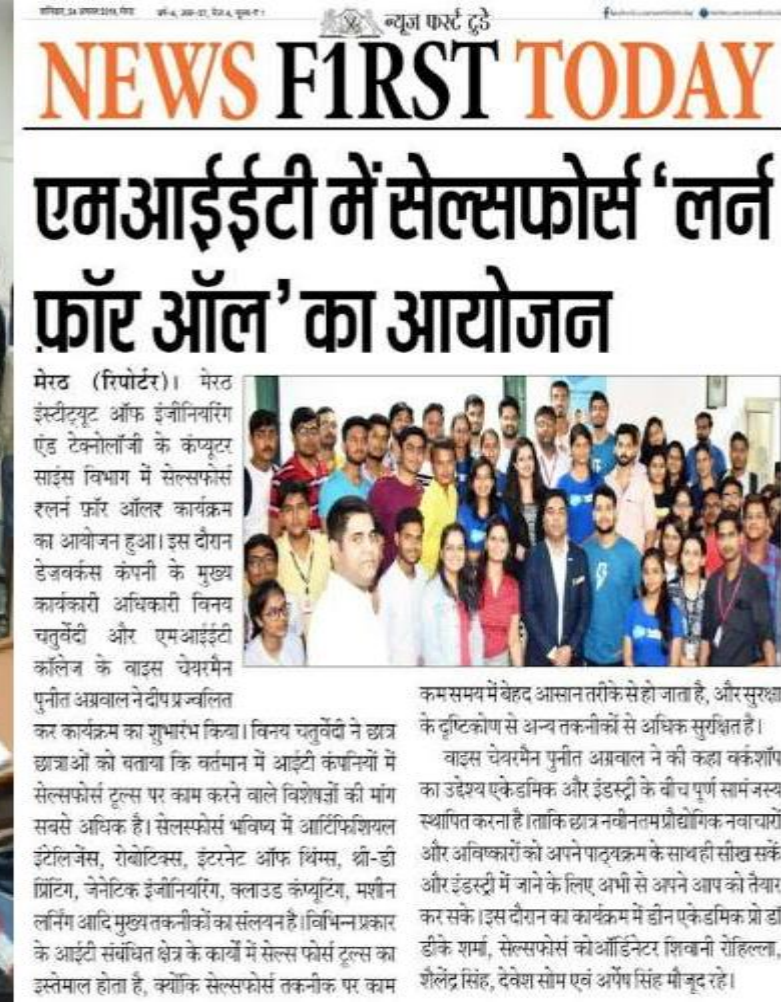 न्यूज फर्स्ट टुडे
NEWS F1RST TODAY
एमआईईटी में सेल्सफोर्स ‘लर्न
फ़ॉर ऑल’ का आयोजन
मेरठ (रिपोर्टर)। मेरठ
इंस्टीट्यूट ऑफ इंजीनियरिंग
एंड टेक्नोलॉजी के कंप्यूटर
साइंस विभाग में सेल्सफोर्स
रलर्न फ़ॉर ऑलर कार्यक्रम
का आयोजन हुआ। इस दौरान
डेज़वर्कस कंपनी के मुख्य
कार्यकारी अधिकारी विनय
चतुर्वेदी और एमआईईटी
कॉलेज के वाइस चेयरमैन
पुनीत अग्रवाल ने दीप प्रज्वलित
कर कार्यक्रम का शुभारंभ किया। विनय चतुर्वेदी ने छात्र
छात्राओं को बताया कि वर्तमान में आईटी कंपनियों में
सेल्सफोर्स टूल्स पर काम करने वाले विशेषज्ञों की मांग
सबसे अधिक है। सेलस्फोर्स भविष्य में आर्टिफिशियल
इंटेलिजेंस, रोबोटिक्स, इंटरनेट ऑफ थिंग्स, थ्री-डी
प्रिंटिंग, जेनेटिक इंजीनियरिंग, क्लाउड कंप्यूटिंग, मशीन
लर्निंग आदि मुख्य तकनीकों का संलयन है। विभिन्न प्रकार
के आईटी संबंधित क्षेत्र के कार्यों में सेल्स फोर्स टूल्स का
इस्तेमाल होता है, क्योंकि सेल्सफोर्स तकनीक पर काम
कम समय में बेहद आसान तरीके से हो जाता है, और सुरक्षा
के दृष्टिकोण से अन्य तकनीकों से अधिक सुरक्षित है।
वाइस चेयरमैन पुनीत अग्रवाल ने की कहा वर्कशॉप
का उद्देश्य एकेडमिक और इंडस्ट्री के बीच पूर्ण सामंजस्य
स्थापित करना है। ताकि छात्र नवीनतम प्रौद्योगिक नवाचारों
और अविष्कारों को अपने पाठ्यक्रम के साथ ही सीख सकें
और इंडस्ट्री में जाने के लिए अभी से अपने आप को तैयार
कर सके। इस दौरान का कार्यक्रम में डीन एकेडमिक प्रो डॉ
डीके शर्मा, सेल्सफोर्स कोऑर्डिनेटर शिवानी रोहिल्ला,
शैलेंद्र सिंह, देवेश सोम एवं अर्पेष सिंह मौजूद रहे।